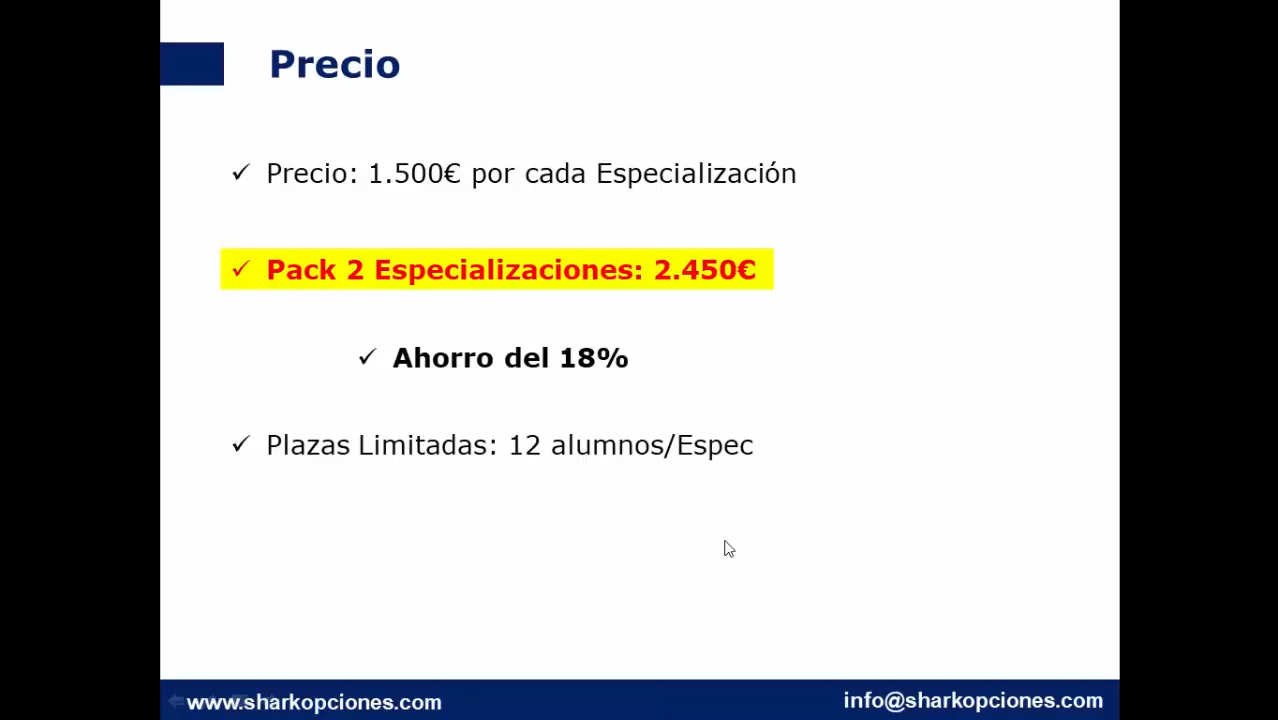 Precio
✓ Precio: 1.500€ por cada Especialización
✓ Pack 2 Especializaciones: 2.450€
✓ Ahorro del 18%
✓ Plazas Limitadas: 12 alumnos/Espec
www.sharkopciones.com
info@sharkopciones.com